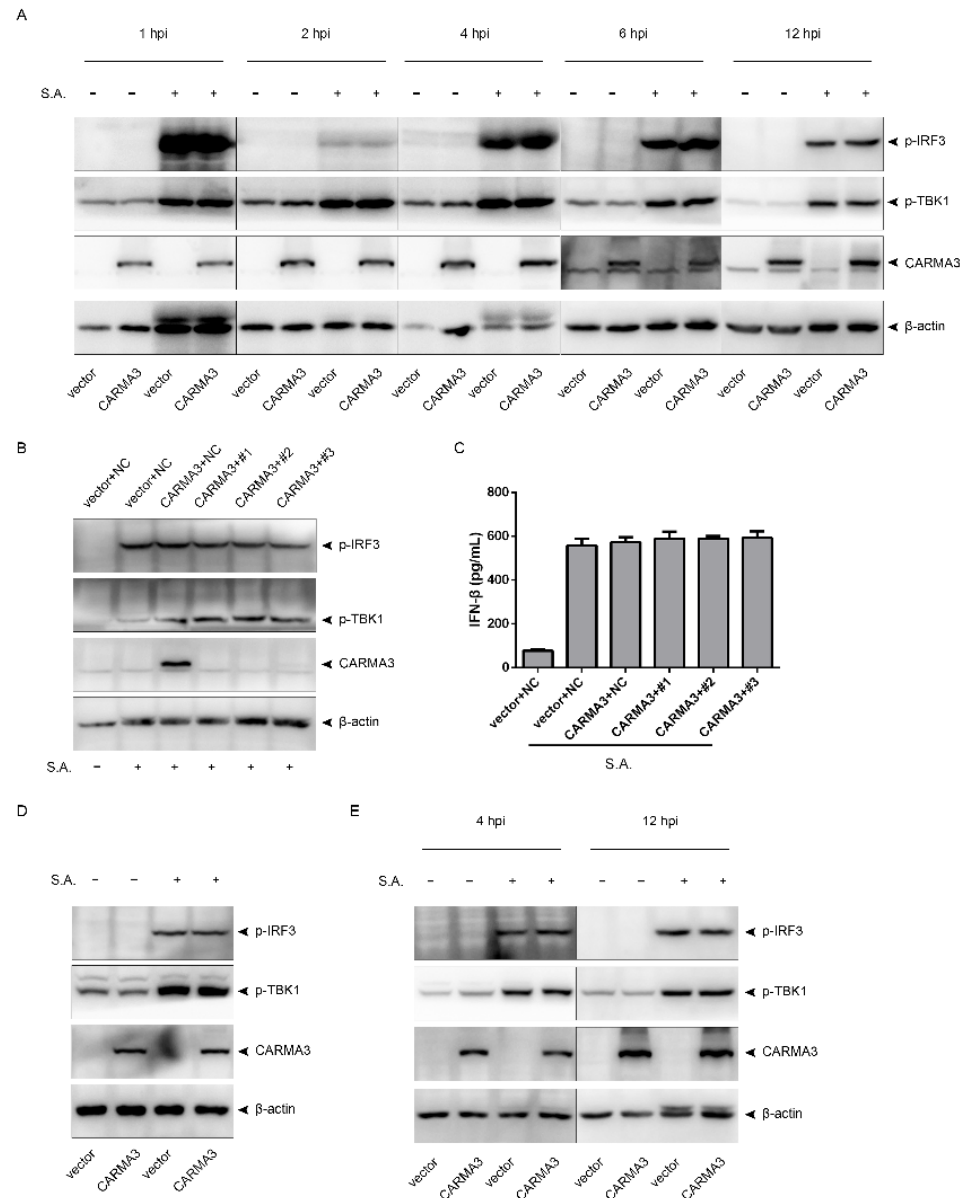 A
1 hpi 2 hpi 4 hpi 6 hpi 12 hpi
S.A. – – + + – – + + – – + + – – + + – – + +
p-IRF3
p-TBK1
CARMA3
β-actin
vector CARMA3 vector CARMA3 vector CARMA3 vector CARMA3 vector CARMA3 vector CARMA3 vector CARMA3 vector CARMA3 vector CARMA3 vector CARMA3
B
vector+NC vector+NC CARMA3+NC CARMA3+#1 CARMA3+#2 CARMA3+#3
p-IRF3
p-TBK1
CARMA3
β-actin
S.A. – + + + + +
C
IFN-β (pg/mL)
800
600
400
200
0
vector+NC vector+NC CARMA3+NC CARMA3+#1 CARMA3+#2 CARMA3+#3
S.A.
D
S.A. – – + +
p-IRF3
p-TBK1
CARMA3
β-actin
vector CARMA3 vector CARMA3
E
4 hpi 12 hpi
S.A. – – + + – – + +
p-IRF3
p-TBK1
CARMA3
β-actin
vector CARMA3 vector CARMA3 vector CARMA3 vector CARMA3